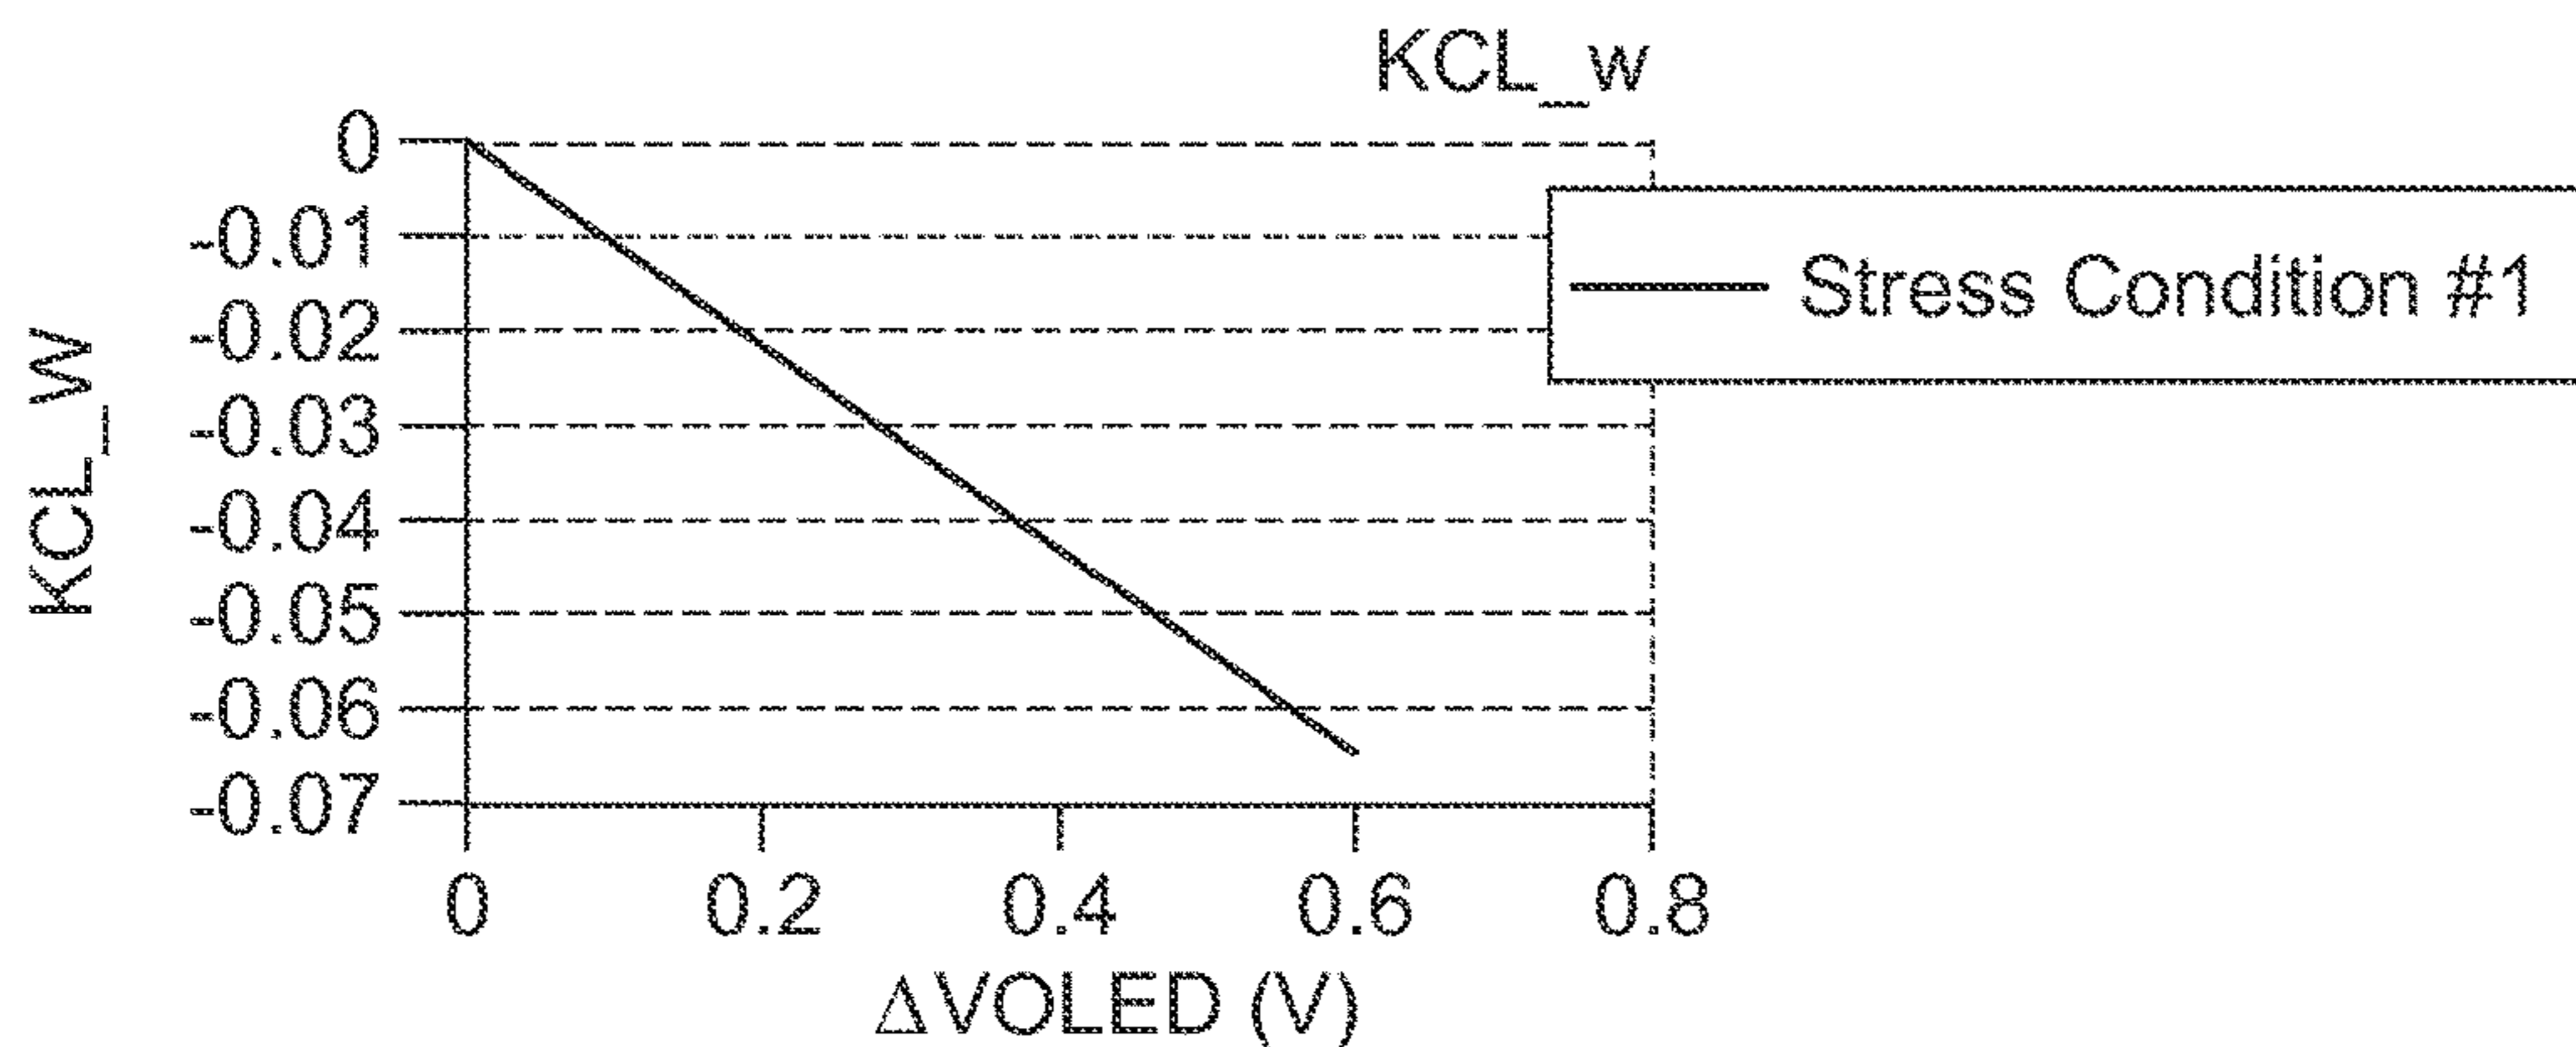 KCL_w
0
-0.01
-0.02
-0.03
-0.04
-0.05
-0.06
-0.07
KCL_W
Stress Condition #1
0 0.2 0.4 0.6 0.8
ΔVOLED (V)